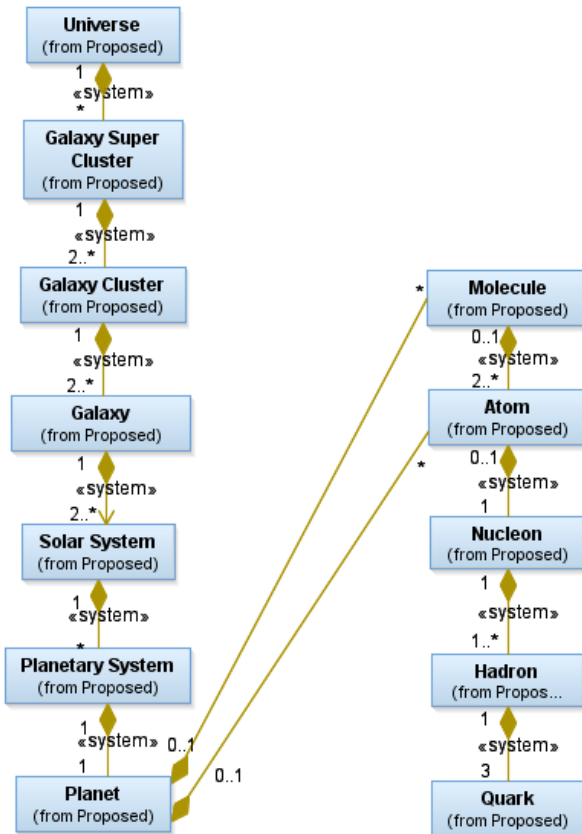 Universe
(from Proposed)
1
«system»
*
Galaxy Super
Cluster
(from Proposed)
1
«system»
2..*
Galaxy Cluster
(from Proposed)
1
«system»
2..*
Galaxy
(from Proposed)
1
«system»
2..*
Solar System
(from Proposed)
1
«system»
*
Planetary System
(from Proposed)
1
«system»
1
Planet
(from Proposed)
0..1
0..1
*
*
Molecule
(from Proposed)
0..1
«system»
2..*
Atom
(from Proposed)
0..1
«system»
1
Nucleon
(from Proposed)
1
«system»
1..*
Hadron
(from Propos...
1
«system»
3
Quark
(from Proposed)